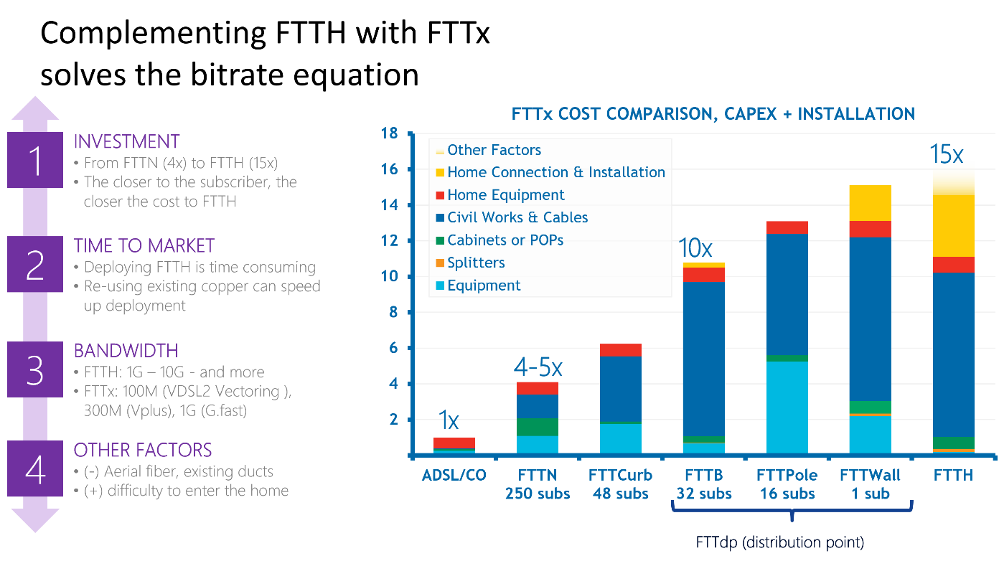 Complementing FTTH with FTTx
solves the bitrate equation
1
INVESTMENT
• From FTTN (4x) to FTTH (15x)
• The closer to the subscriber, the
closer the cost to FTTH
2
TIME TO MARKET
• Deploying FTTH is time consuming
• Re-using existing copper can speed
up deployment
3
BANDWIDTH
• FTTH: 1G – 10G - and more
• FTTx: 100M (VDSL2 Vectoring ),
300M (Vplus), 1G (G.fast)
4
OTHER FACTORS
• (-) Aerial fiber, existing ducts
• (+) difficulty to enter the home
FTTx COST COMPARISON, CAPEX + INSTALLATION
18
16
14
12
10
8
6
4
2
Other Factors
Home Connection & Installation
Home Equipment
Civil Works & Cables
Cabinets or POPs
Splitters
Equipment
1x
4-5x
10x
15x
ADSL/CO
FTTN
250 subs
FTTCurb
48 subs
FTTB
32 subs
FTTPole
16 subs
FTTWall
1 sub
FTTH
FTTdp (distribution point)